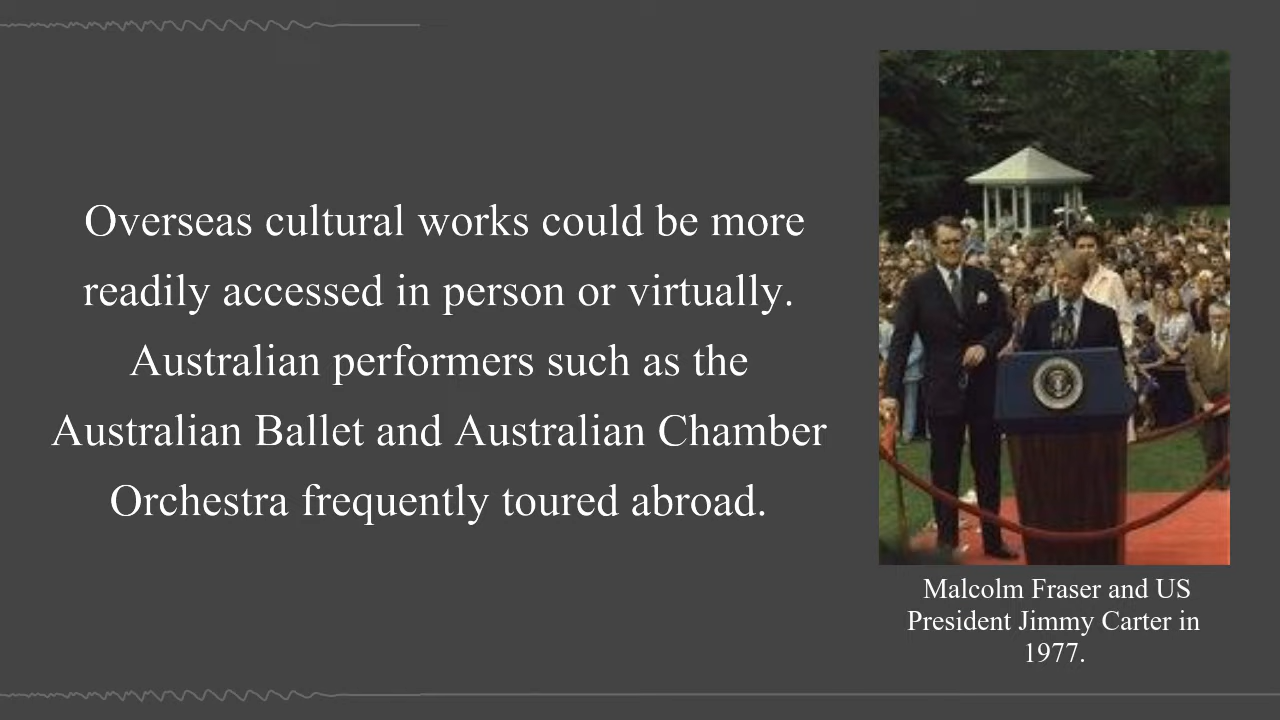 Overseas cultural works could be more
readily accessed in person or virtually.
Australian performers such as the
Australian Ballet and Australian Chamber
Orchestra frequently toured abroad.
Malcolm Fraser and US
President Jimmy Carter in
1977.